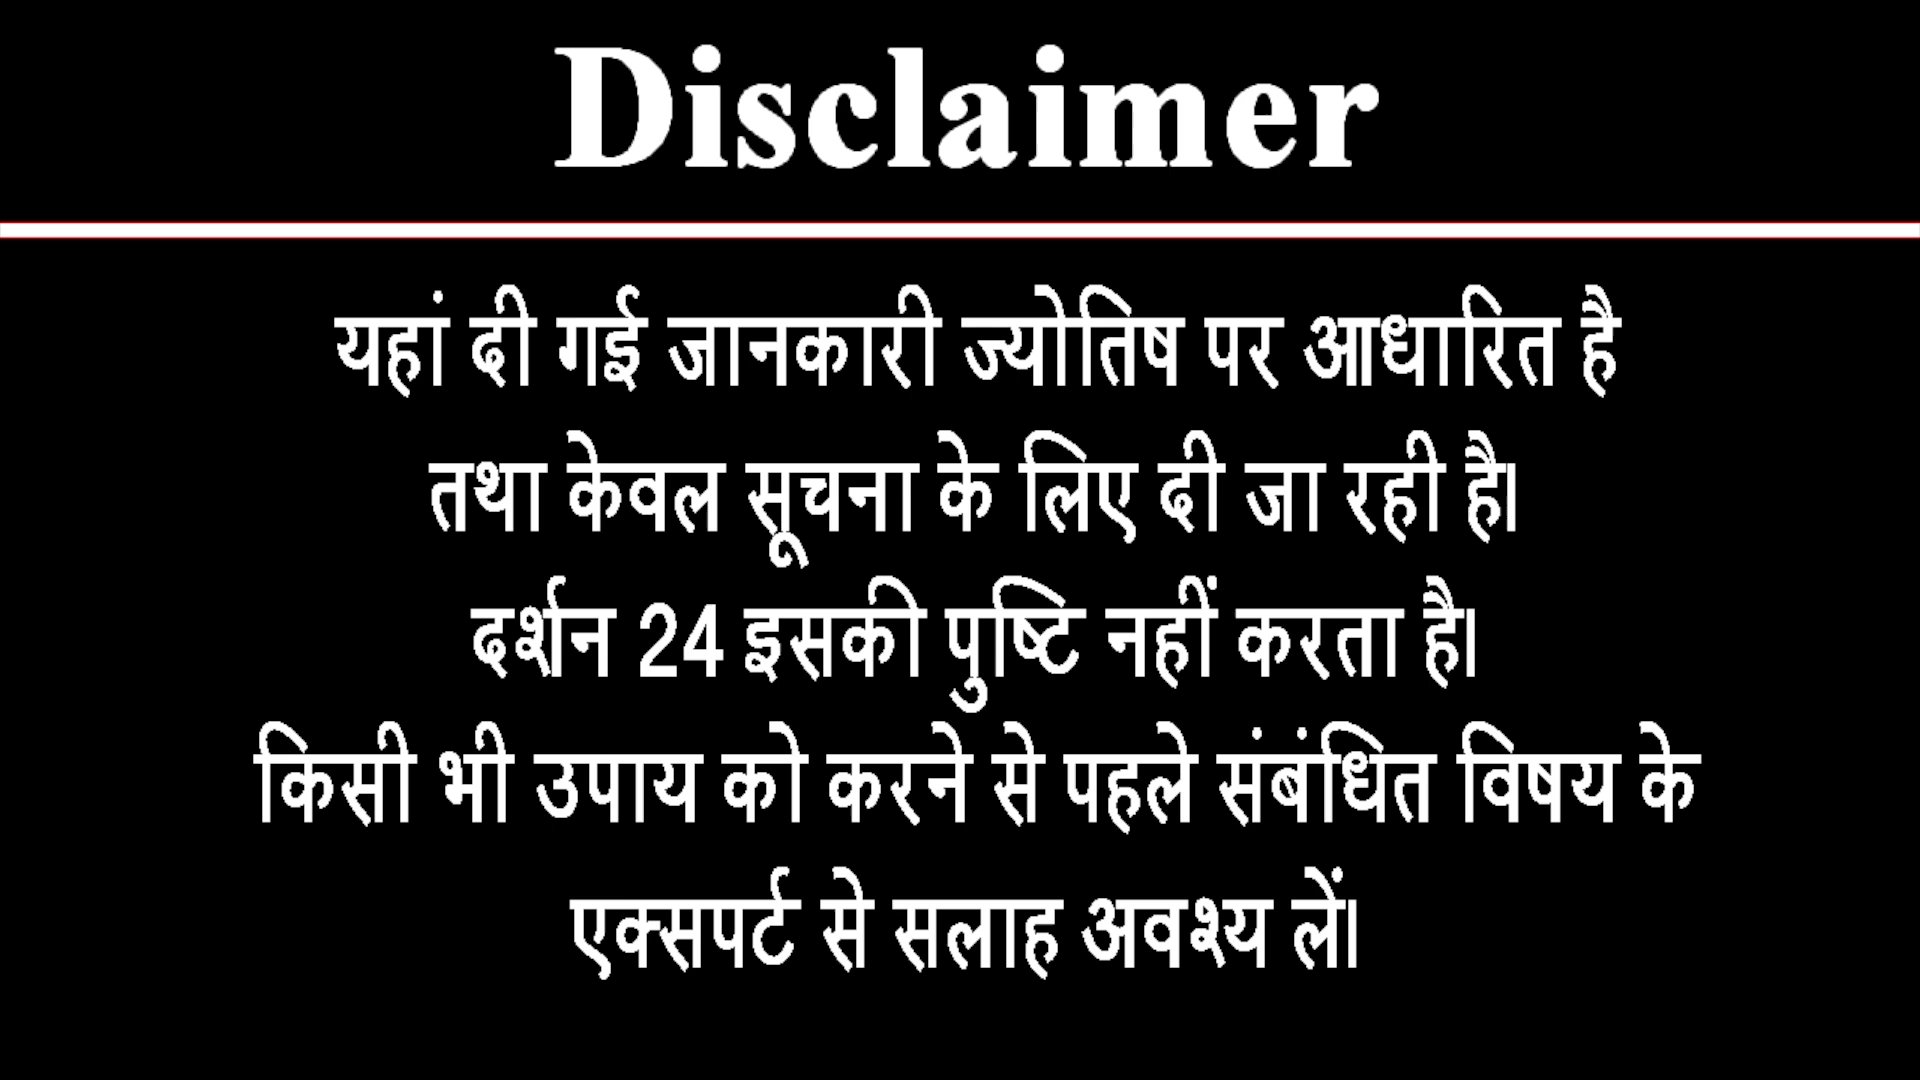 Disclaimer
यहां दी गई जानकारी ज्योतिष पर आधारित है
तथा केवल सूचना के लिए दी जा रही है।
दर्शन 24 इसकी पुष्टि नहीं करता है।
किसी भी उपाय को करने से पहले संबंधित विषय के
एक्सपर्ट से सलाह अवश्य लें।